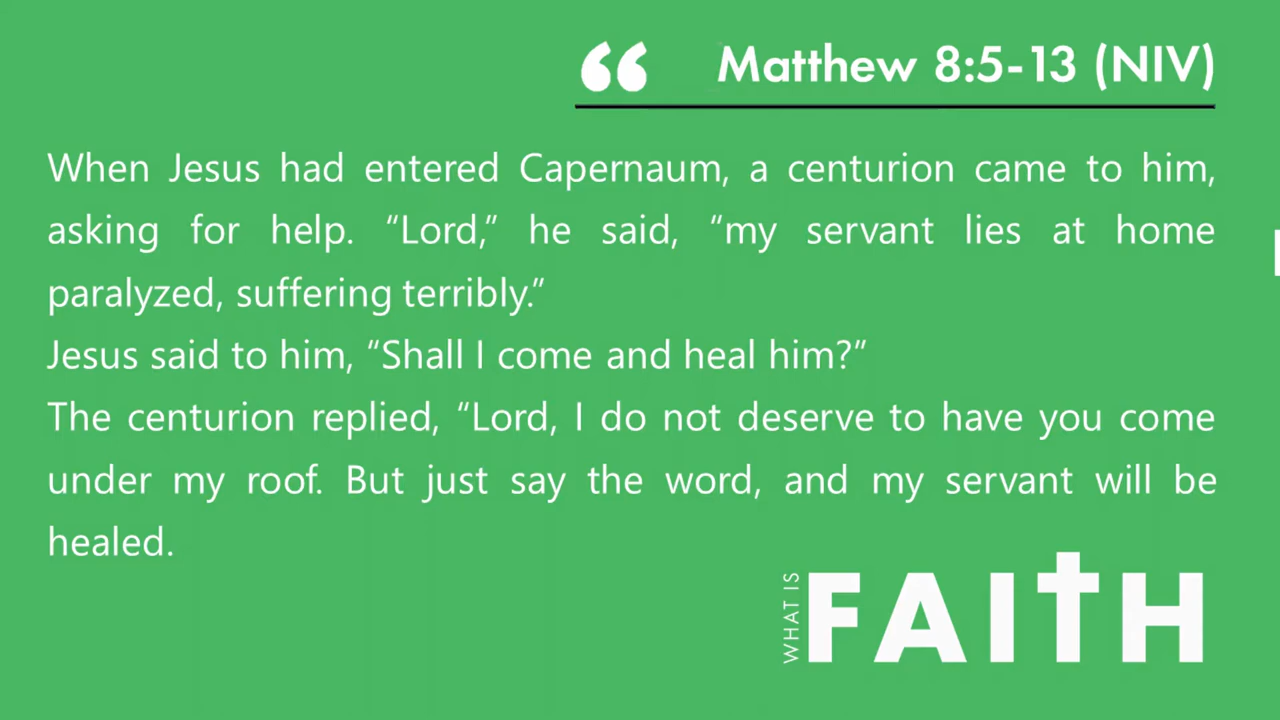 “ Matthew 8:5-13 (NIV)
When Jesus had entered Capernaum, a centurion came to him,
asking for help. “Lord,” he said, “my servant lies at home
paralyzed, suffering terribly.”
Jesus said to him, “Shall I come and heal him?”
The centurion replied, “Lord, I do not deserve to have you come
under my roof. But just say the word, and my servant will be
healed.
WHAT IS
FAITH